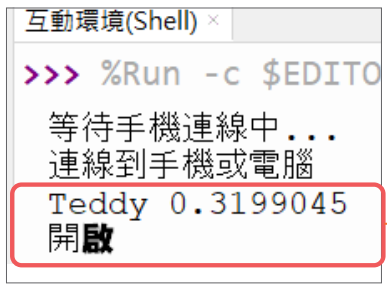 互動環境(Shell) ×
>>> %Run -c $EDITO
等待手機連線中...
連線到手機或電腦
Teddy 0.3199045
開啟